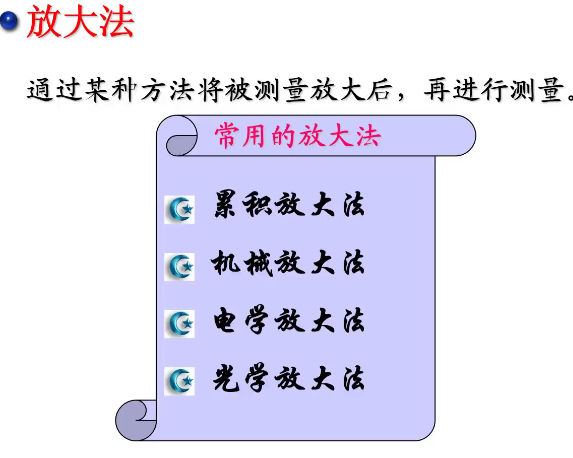 放大法
通过某种方法将被测量放大后，再进行测量。
常用的放大法
累积放大法
机械放大法
电学放大法
光学放大法